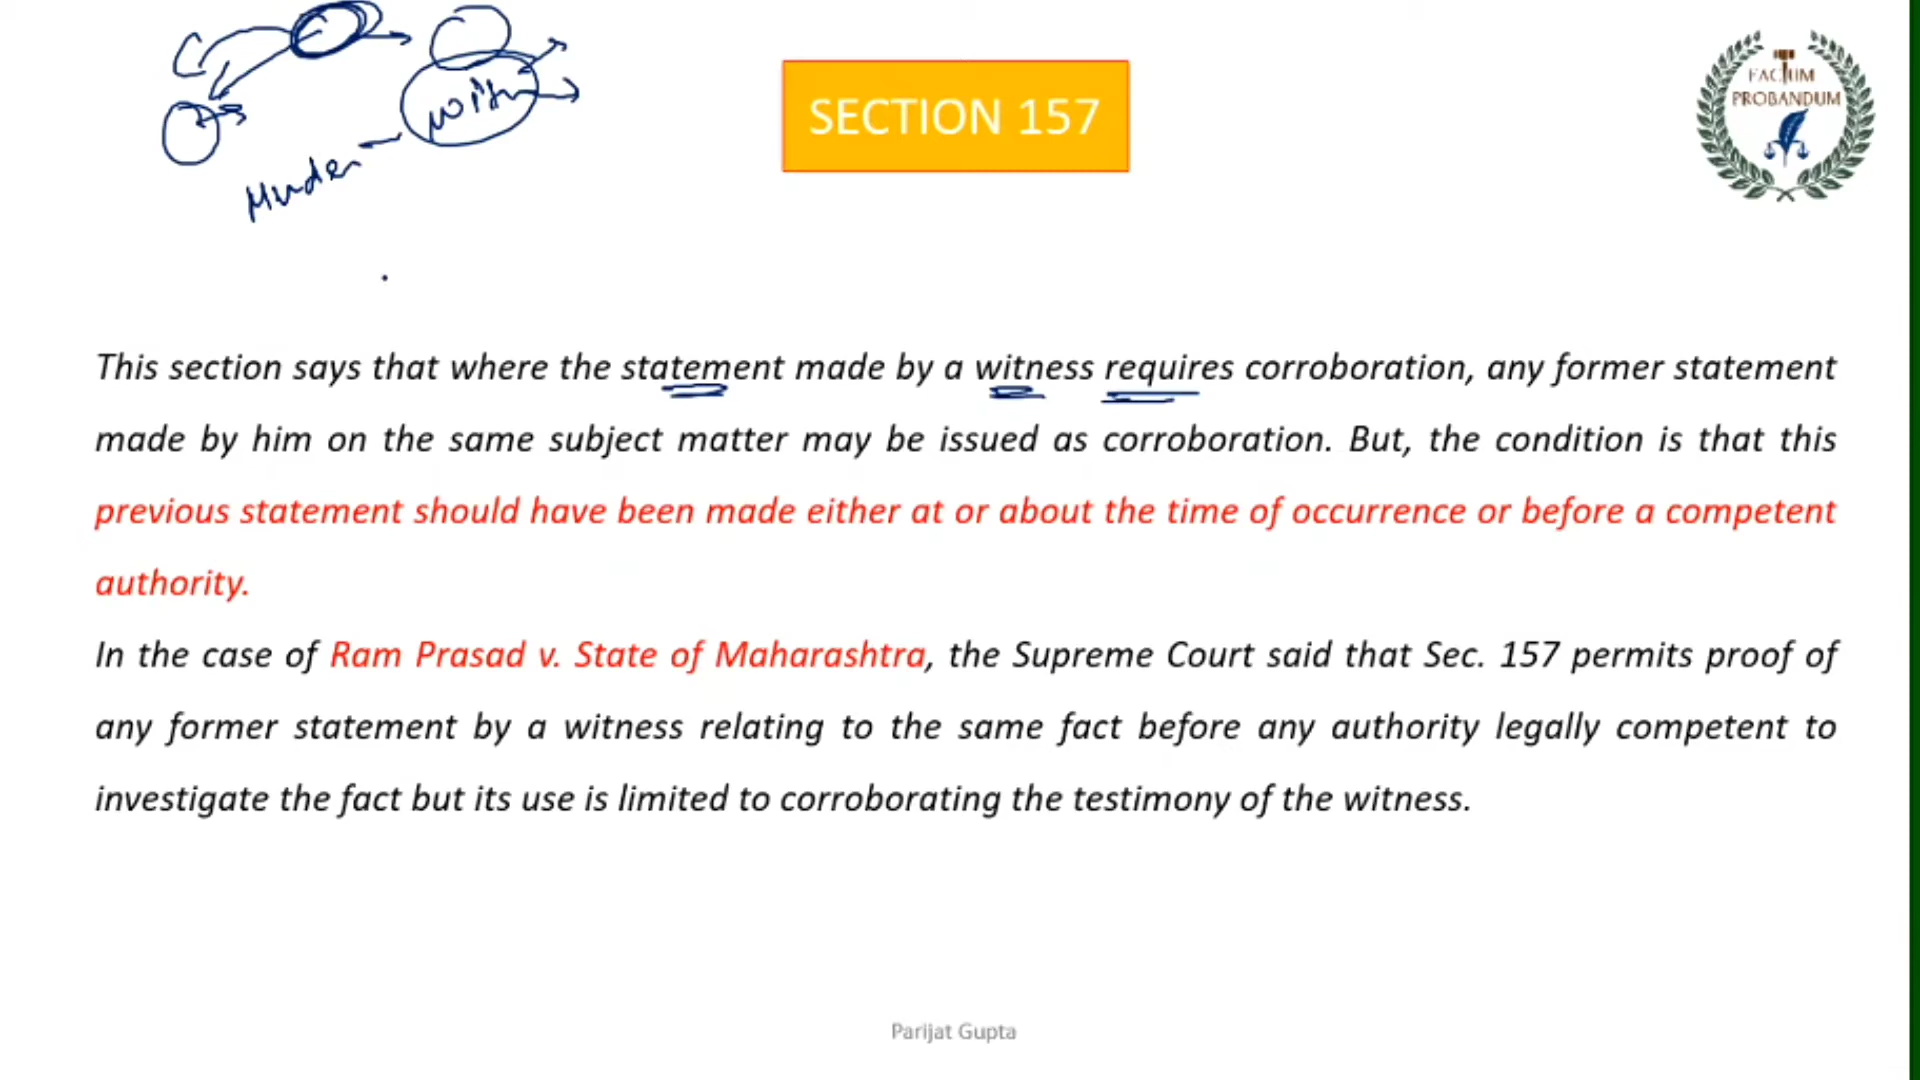 FACTUM
PROBANDUM
SECTION 157
Murder
This section says that where the statement made by a witness requires corroboration, any former statement
made by him on the same subject matter may be issued as corroboration. But, the condition is that this
previous statement should have been made either at or about the time of occurrence or before a competent
authority.
In the case of Ram Prasad v. State of Maharashtra, the Supreme Court said that Sec. 157 permits proof of
any former statement by a witness relating to the same fact before any authority legally competent to
investigate the fact but its use is limited to corroborating the testimony of the witness.
Parijat Gupta